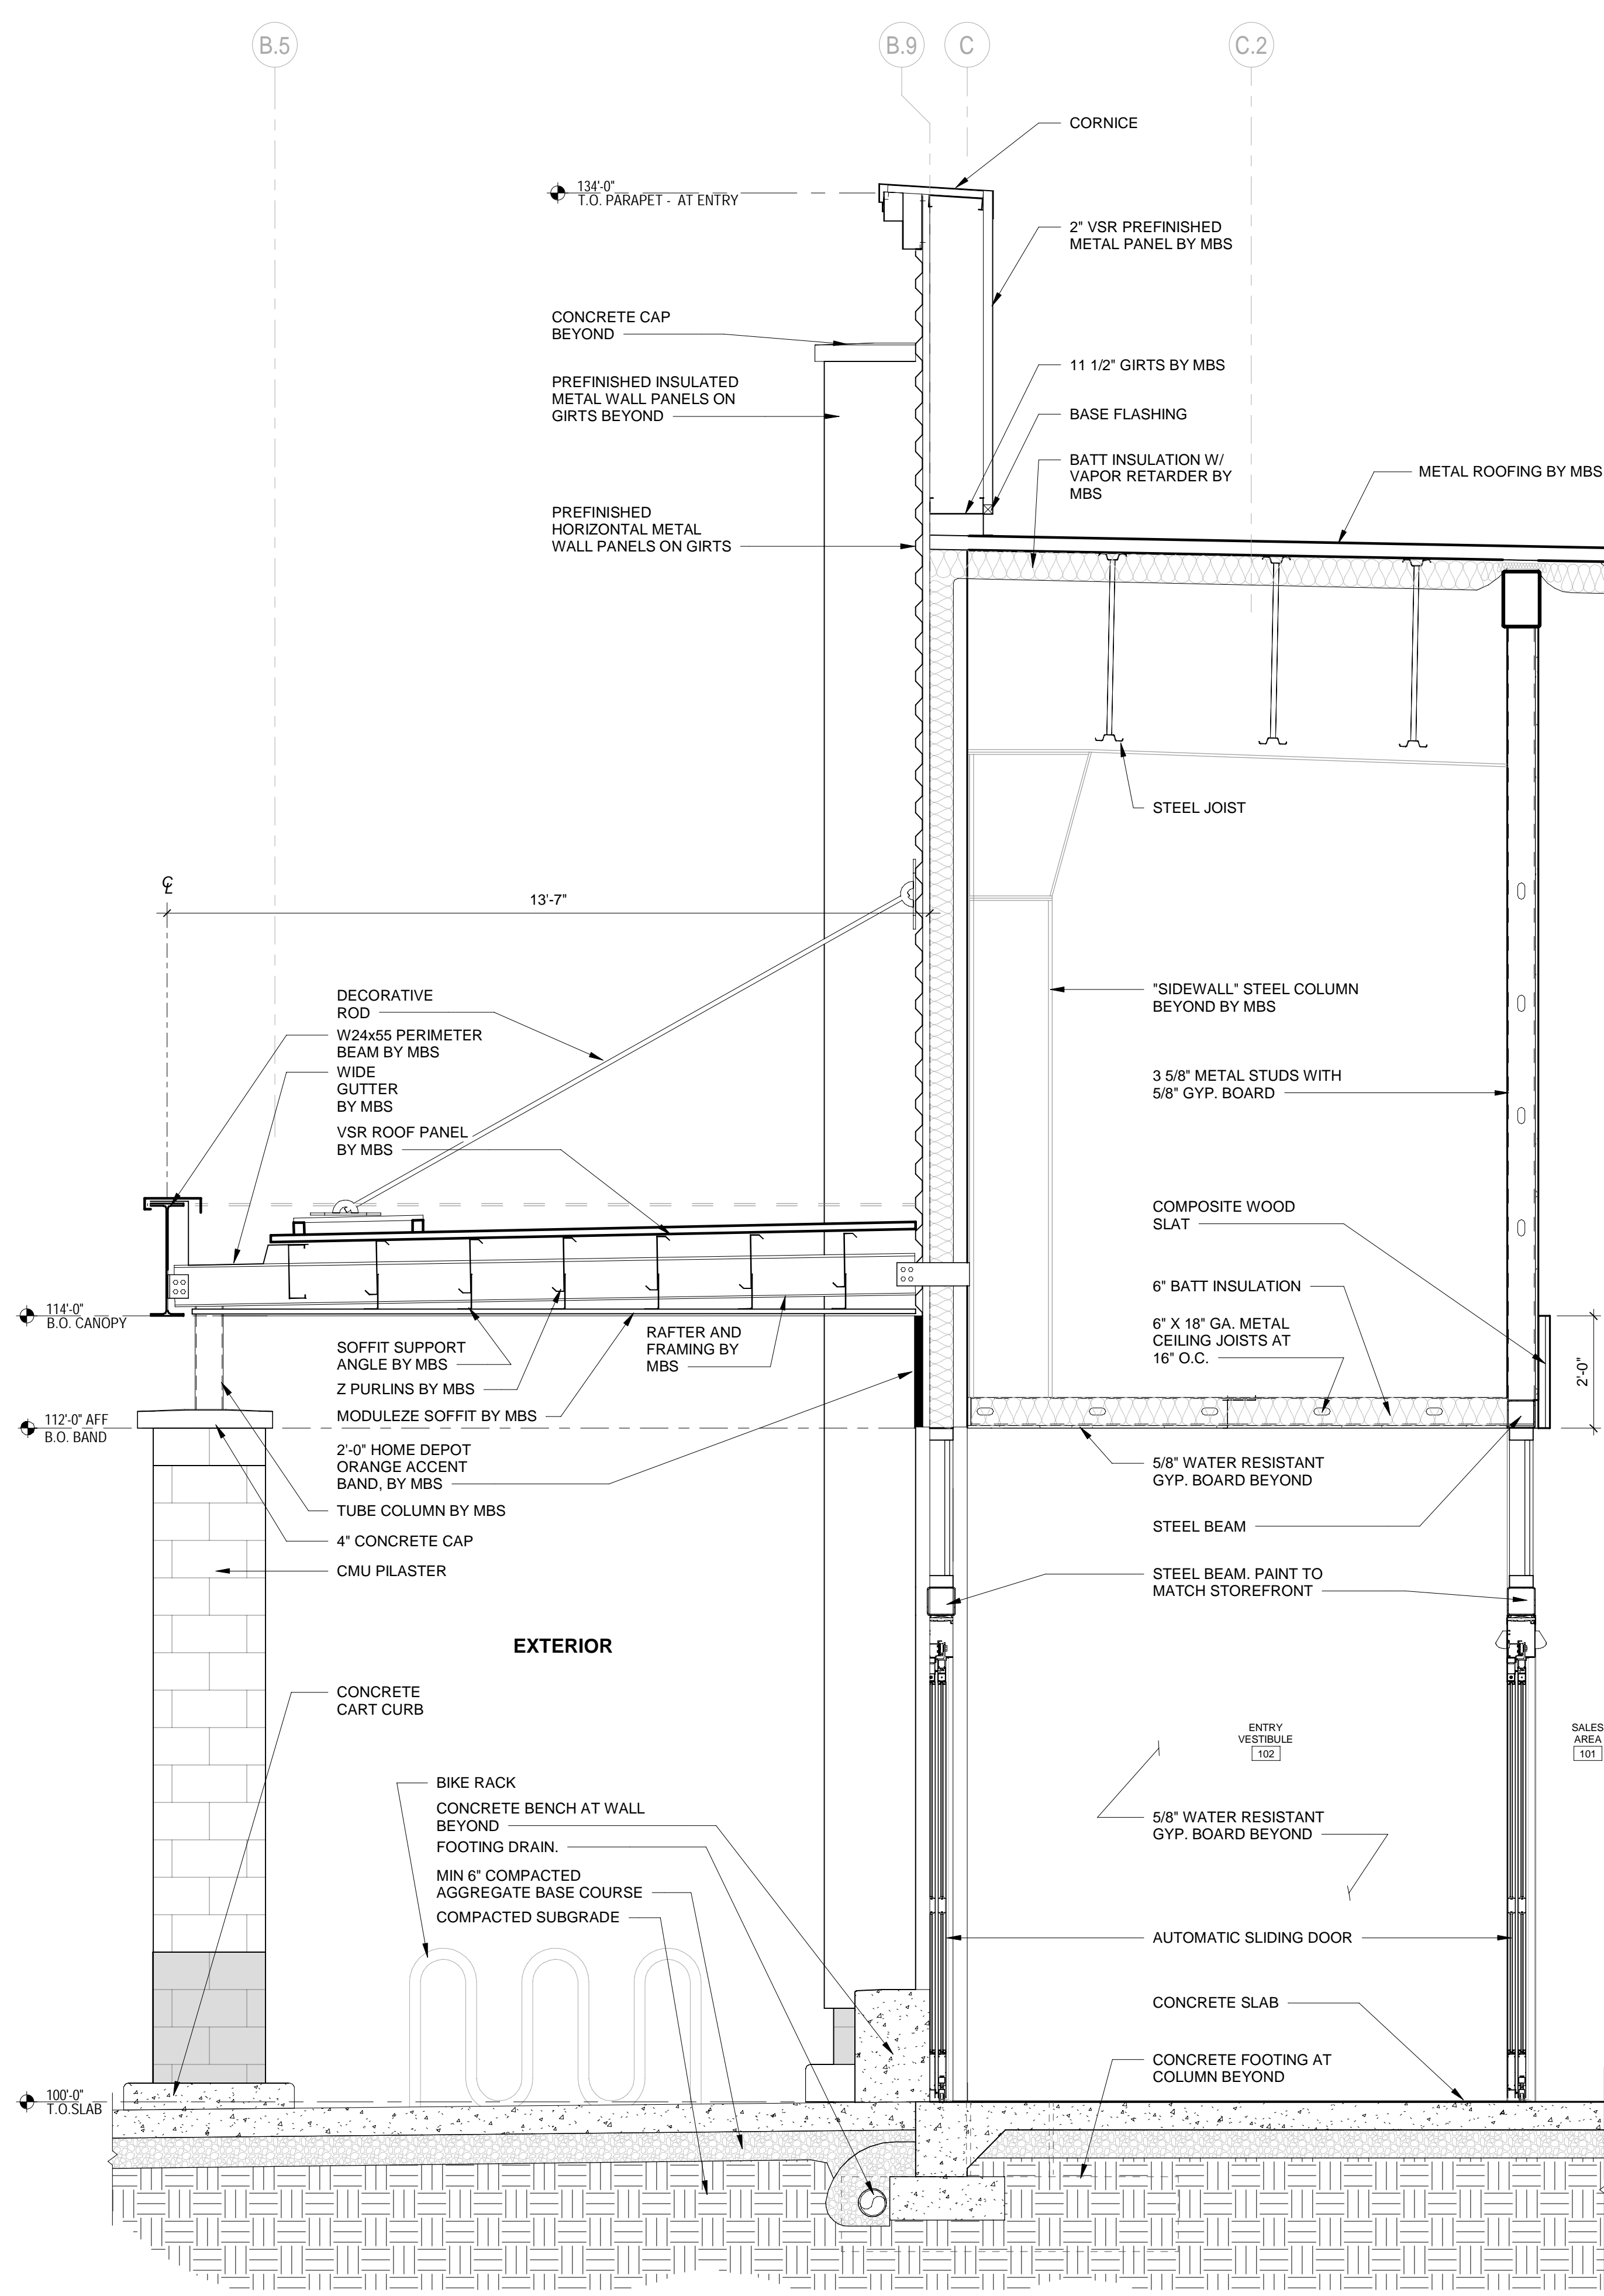 B.5
B.9
C
C.2
CORNICE
134'-0"
T.O. PARAPET - AT ENTRY
2" VSR PREFINISHED
METAL PANEL BY MBS
CONCRETE CAP
BEYOND
11 1/2" GIRTS BY MBS
PREFINISHED INSULATED
METAL WALL PANELS ON
GIRTS BEYOND
BASE FLASHING
BATT INSULATION W/
VAPOR RETARDER BY
MBS
METAL ROOFING BY MBS
PREFINISHED
HORIZONTAL METAL
WALL PANELS ON GIRTS
STEEL JOIST
CL
13'-7"
"SIDEWALL" STEEL COLUMN
BEYOND BY MBS
DECORATIVE
ROD
W24x55 PERIMETER
BEAM BY MBS
WIDE
GUTTER
BY MBS
VSR ROOF PANEL
BY MBS
3 5/8" METAL STUDS WITH
5/8" GYP. BOARD
COMPOSITE WOOD
SLAT
6" BATT INSULATION
6" X 18" GA. METAL
CEILING JOISTS AT
16" O.C.
2'-0"
114'-0"
B.O. CANOPY
SOFFIT SUPPORT
ANGLE BY MBS
RAFTER AND
FRAMING BY
MBS
Z PURLINS BY MBS
MODULEZE SOFFIT BY MBS
112'-0" AFF
B.O. BAND
2'-0" HOME DEPOT
ORANGE ACCENT
BAND, BY MBS
TUBE COLUMN BY MBS
4" CONCRETE CAP
CMU PILASTER
5/8" WATER RESISTANT
GYP. BOARD BEYOND
STEEL BEAM
STEEL BEAM. PAINT TO
MATCH STOREFRONT
EXTERIOR
CONCRETE
CART CURB
ENTRY
VESTIBULE
102
SALES
AREA
101
BIKE RACK
CONCRETE BENCH AT WALL
BEYOND
FOOTING DRAIN.
MIN 6" COMPACTED
AGGREGATE BASE COURSE
COMPACTED SUBGRADE
5/8" WATER RESISTANT
GYP. BOARD BEYOND
AUTOMATIC SLIDING DOOR
CONCRETE SLAB
CONCRETE FOOTING AT
COLUMN BEYOND
100'-0"
T.O.SLAB